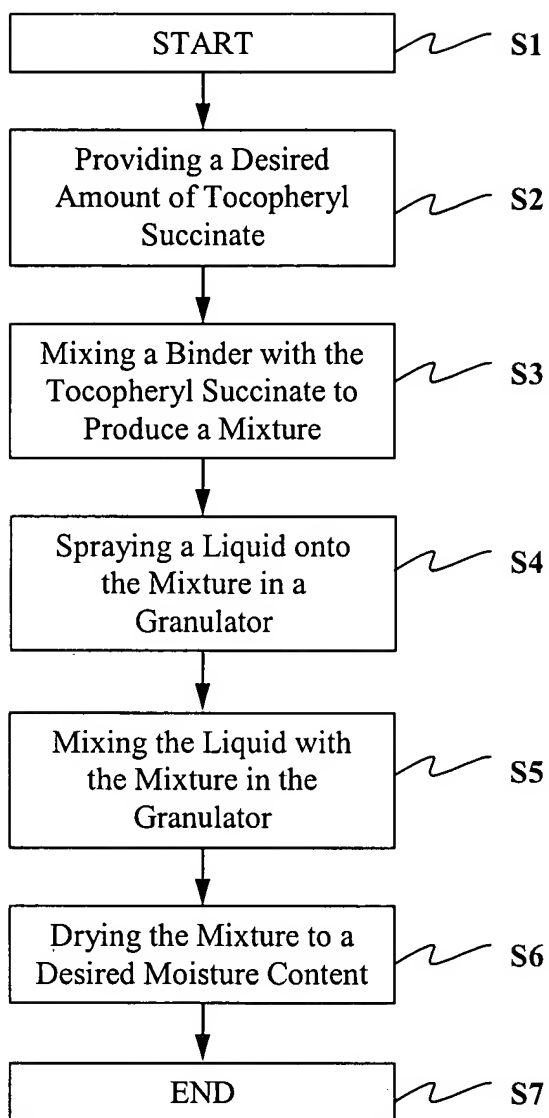 START
S1
Providing a Desired
Amount of Tocopheryl
Succinate
S2
Mixing a Binder with the
Tocopheryl Succinate to
Produce a Mixture
S3
Spraying a Liquid onto
the Mixture in a
Granulator
S4
Mixing the Liquid with
the Mixture in the
Granulator
S5
Drying the Mixture to a
Desired Moisture Content
S6
END
S7